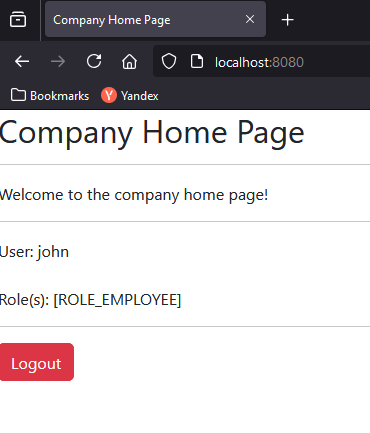 Company Home Page
localhost:8080
Bookmarks Yandex
Company Home Page
Welcome to the company home page!
User: john
Role(s): [ROLE_EMPLOYEE]
Logout